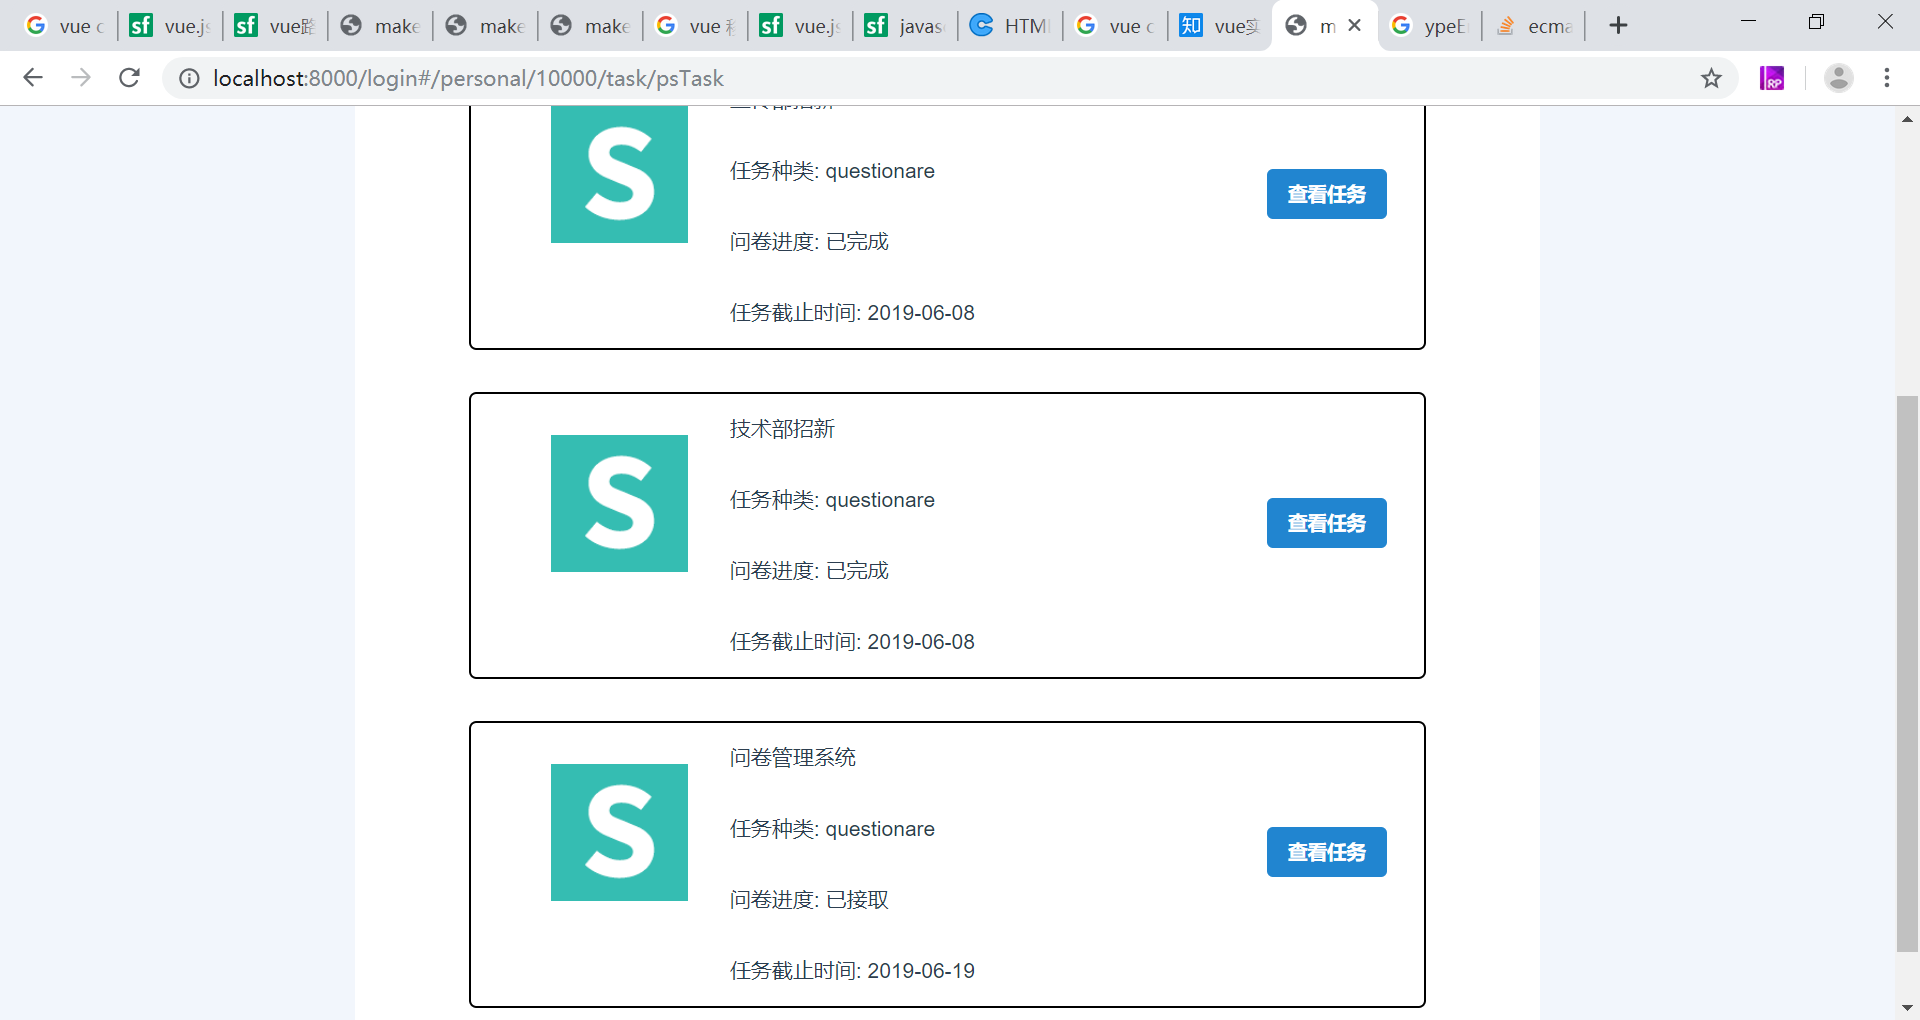 vue c
vue.js
vue路
make
make
make
vue
vue.js
javas
HTM
vue c
vue实
m
ypeE
ecma
localhost:8000/login#/personal/10000/task/psTask
任务种类: questionare
查看任务
问卷进度: 已完成
任务截止时间: 2019-06-08
技术部招新
任务种类: questionare
查看任务
问卷进度: 已完成
任务截止时间: 2019-06-08
问卷管理系统
任务种类: questionare
查看任务
问卷进度: 已接取
任务截止时间: 2019-06-19